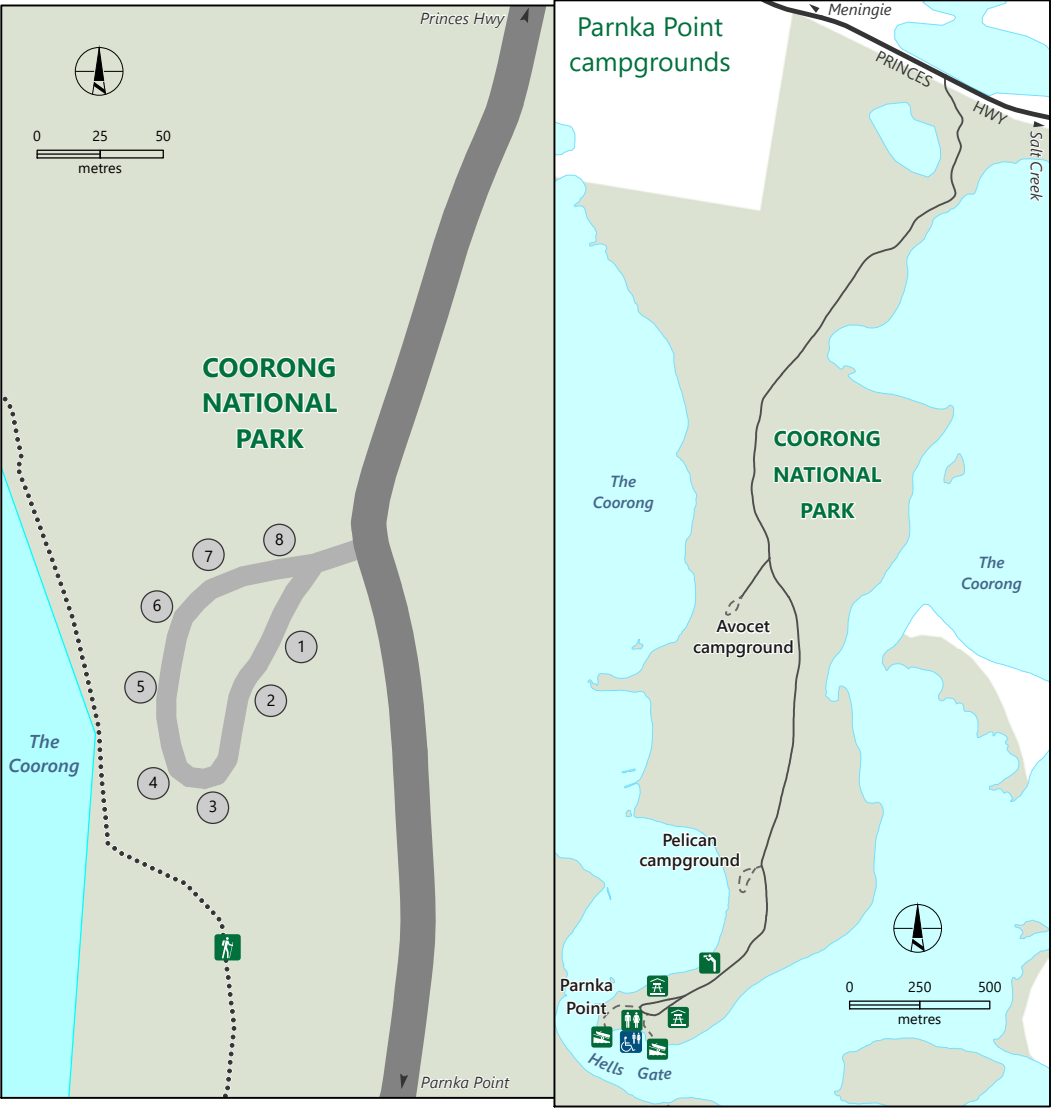 Princes Hwy
0 25 50
metres
COORONG
NATIONAL
PARK
8
7
6
1
5
2
The
Coorong
4
3
Parnka Point
Parnka Point
campgrounds
Meningie
PRINCES
HWY
Salt Creek
COORONG
NATIONAL
PARK
The
Coorong
The
Coorong
Avocet
campground
Pelican
campground
Parnka
Point
0 250 500
metres
Hells Gate